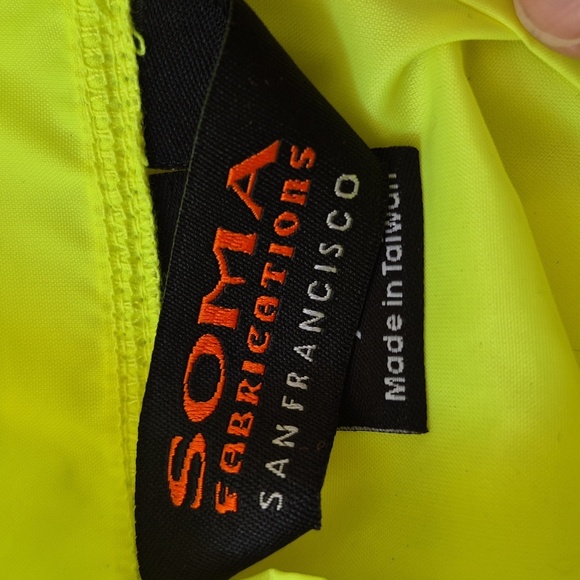 SOMA
FABRICATIONS
SAN FRANCISCO
Made in Taiwan